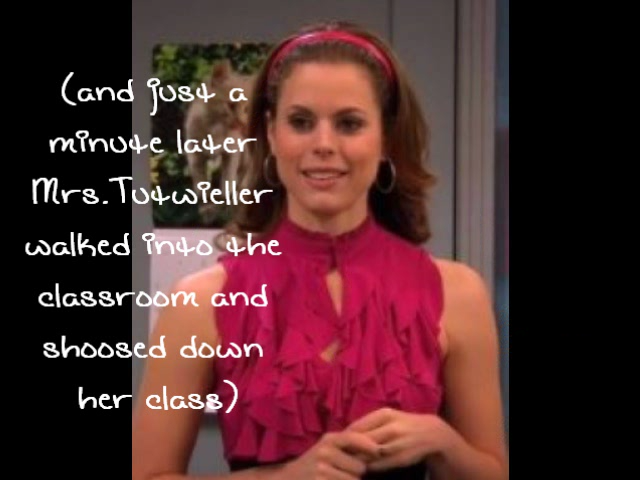 (and just a
minute later
Mrs.Tutwieller
walked into the
classroom and
shoosed down
her class)